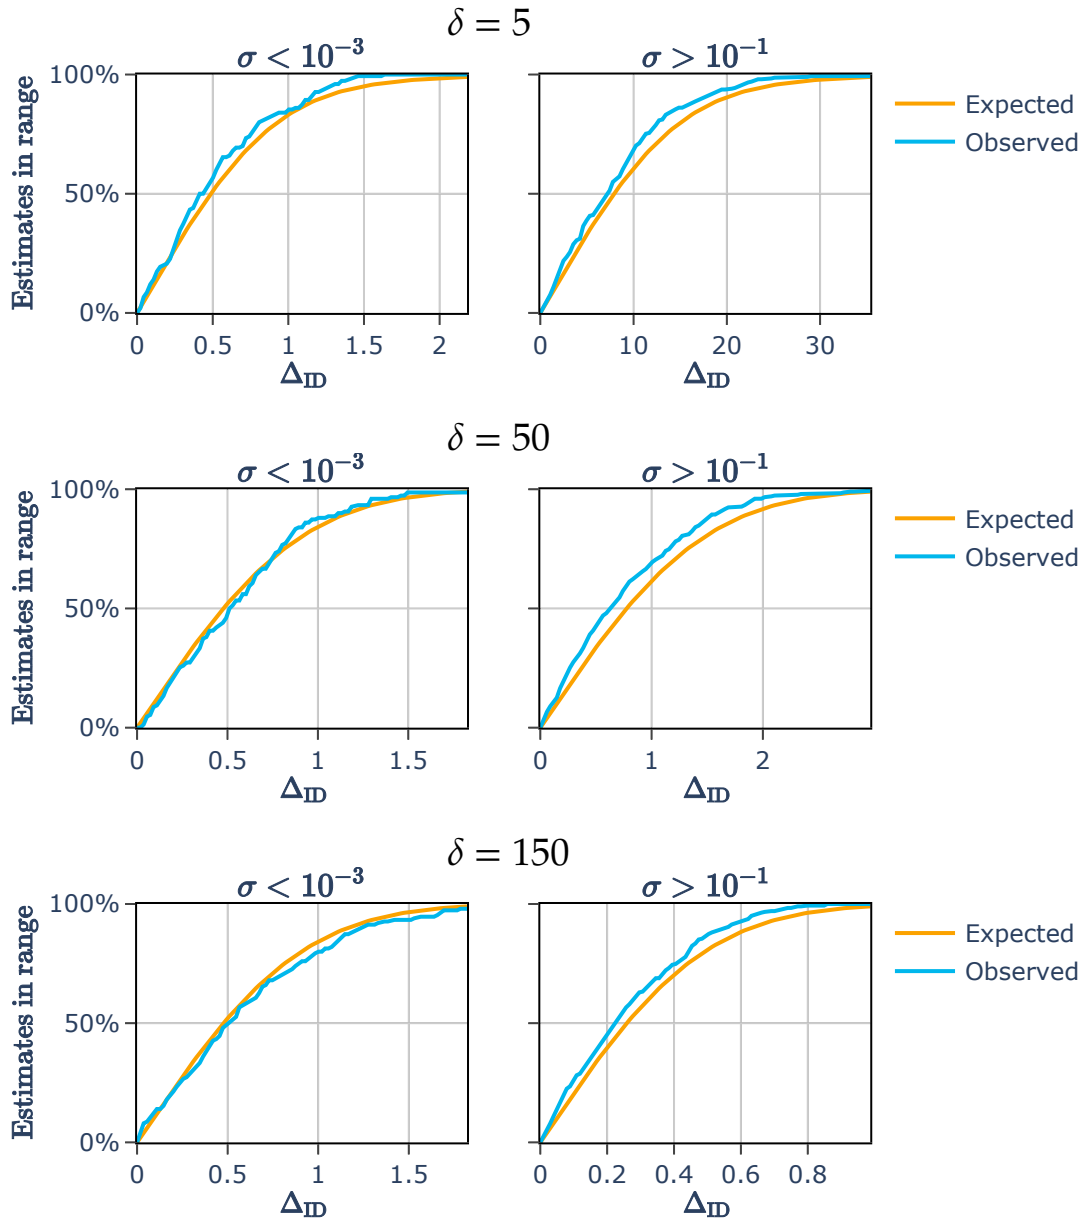 δ = 5
σ < 10⁻³
σ > 10⁻¹
Estimates in range
100%
50%
0%
0 0.5 1 1.5 2
0 10 20 30
Δ_ID
Δ_ID
Expected
Observed
δ = 50
σ < 10⁻³
σ > 10⁻¹
Estimates in range
100%
50%
0%
0 0.5 1 1.5
0 1 2
Δ_ID
Δ_ID
Expected
Observed
δ = 150
σ < 10⁻³
σ > 10⁻¹
Estimates in range
100%
50%
0%
0 0.5 1 1.5
0 0.2 0.4 0.6 0.8
Δ_ID
Δ_ID
Expected
Observed